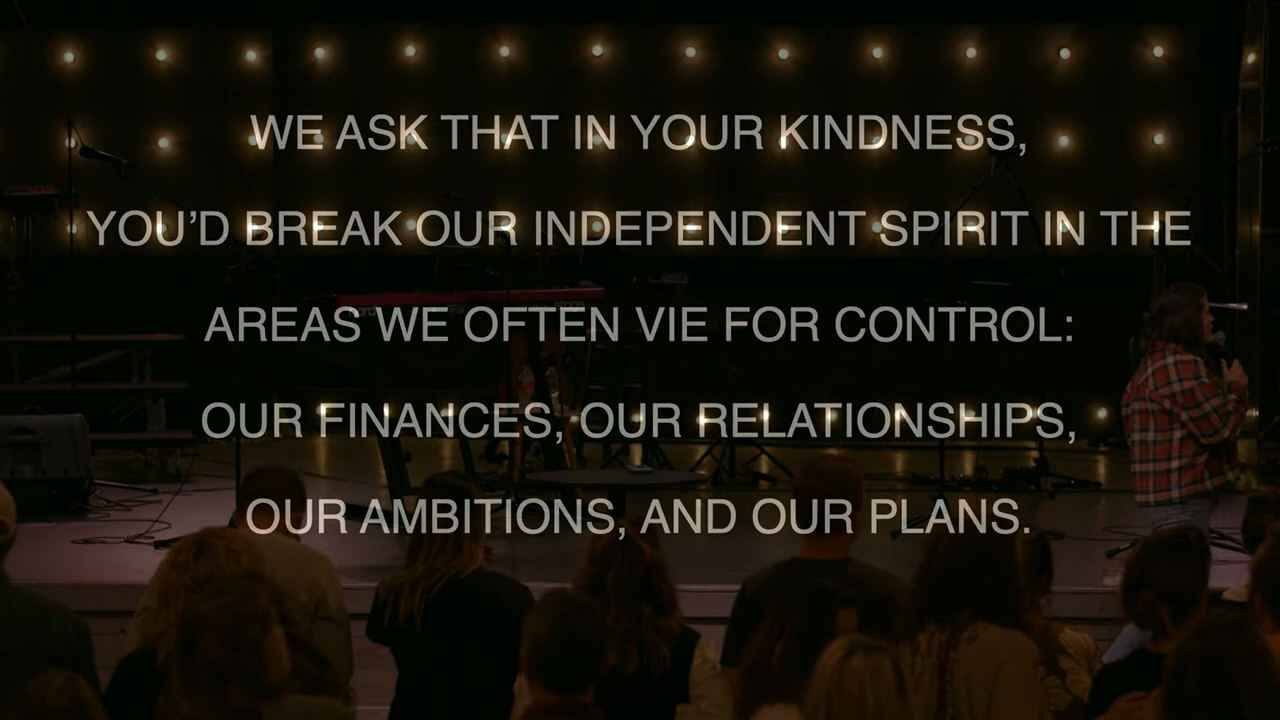 WE ASK THAT IN YOUR KINDNESS,
YOU’D BREAK OUR INDEPENDENT SPIRIT IN THE
AREAS WE OFTEN VIE FOR CONTROL:
OUR FINANCES, OUR RELATIONSHIPS,
OUR AMBITIONS, AND OUR PLANS.